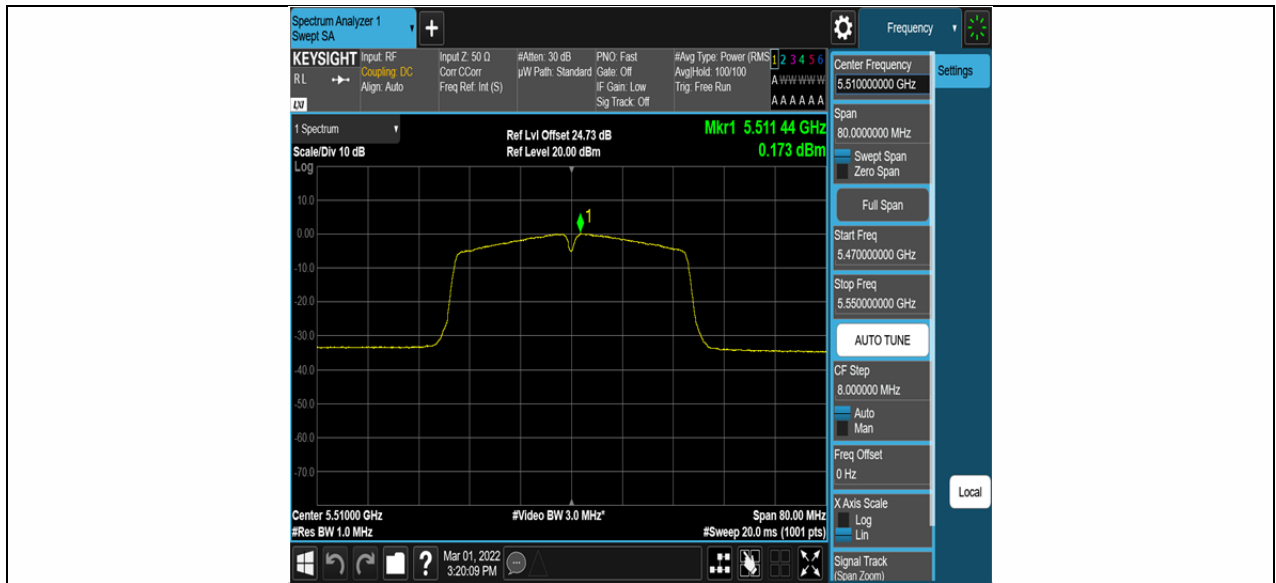 Spectrum Analyzer 1
Swept SA
+
Frequency
KEYSIGHT
RL
LXI
Input: RF
Coupling: DC
Align: Auto
Input Z: 50 Ω
Corr CCorr
Freq Ref: Int (S)
#Atten: 30 dB
µW Path: Standard
PNO: Fast
Gate: Off
IF Gain: Low
Sig Track: Off
#Avg Type: Power (RMS
Avg|Hold: 100/100
Trig: Free Run
1 2 3 4 5 6
A W W W W W
A A A A A A
1 Spectrum
Scale/Div 10 dB
Log
Ref Lvl Offset 24.73 dB
Ref Level 20.00 dBm
Mkr1 5.511 44 GHz
0.173 dBm
1
10.0
0.00
-10.0
-20.0
-30.0
-40.0
-50.0
-60.0
-70.0
Center 5.51000 GHz
#Res BW 1.0 MHz
#Video BW 3.0 MHz*
Span 80.00 MHz
#Sweep 20.0 ms (1001 pts)
?
Mar 01, 2022
3:20:09 PM
Center Frequency
5.510000000 GHz
Settings
Span
80.0000000 MHz
Swept Span
Zero Span
Full Span
Start Freq
5.470000000 GHz
Stop Freq
5.550000000 GHz
AUTO TUNE
CF Step
8.000000 MHz
Auto
Man
Freq Offset
0 Hz
X Axis Scale
Log
Lin
Local
Signal Track
(Span Zoom)